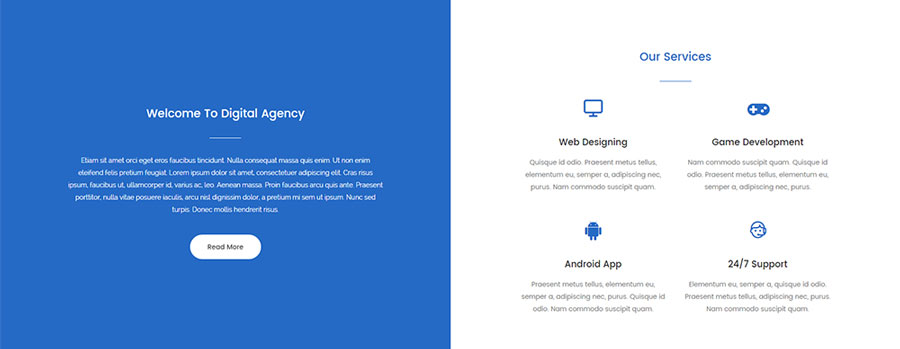 Welcome To Digital Agency
Etiam sit amet orci eget eros faucibus tincidunt. Nulla consequat massa quis enim. Ut non enim
eleifend felis pretium feugiat. Lorem ipsum dolor sit amet, consectetuer adipiscing elit. Cras risus
ipsum, faucibus ut, ullamcorper id, varius ac, leo. Aenean massa. Proin faucibus arcu quis ante. Praesent
porttitor, nulla vitae posuere iaculis, arcu nisl dignissim dolor, a pretium mi sem ut ipsum. Nunc sed
turpis. Donec mollis hendrerit risus.
Read More
Our Services
Web Designing
Quisque id odio. Praesent metus tellus,
elementum eu, semper a, adipiscing nec,
purus. Nam commodo suscipit quam.
Game Development
Nam commodo suscipit quam. Quisque id
odio. Praesent metus tellus, elementum eu,
semper a, adipiscing nec, purus.
Android App
Praesent metus tellus, elementum eu,
semper a, adipiscing nec, purus. Quisque id
odio. Nam commodo suscipit quam.
24/7 Support
Elementum eu, semper a, quisque id odio.
Praesent metus tellus, adipiscing nec, purus.
Nam commodo suscipit quam.